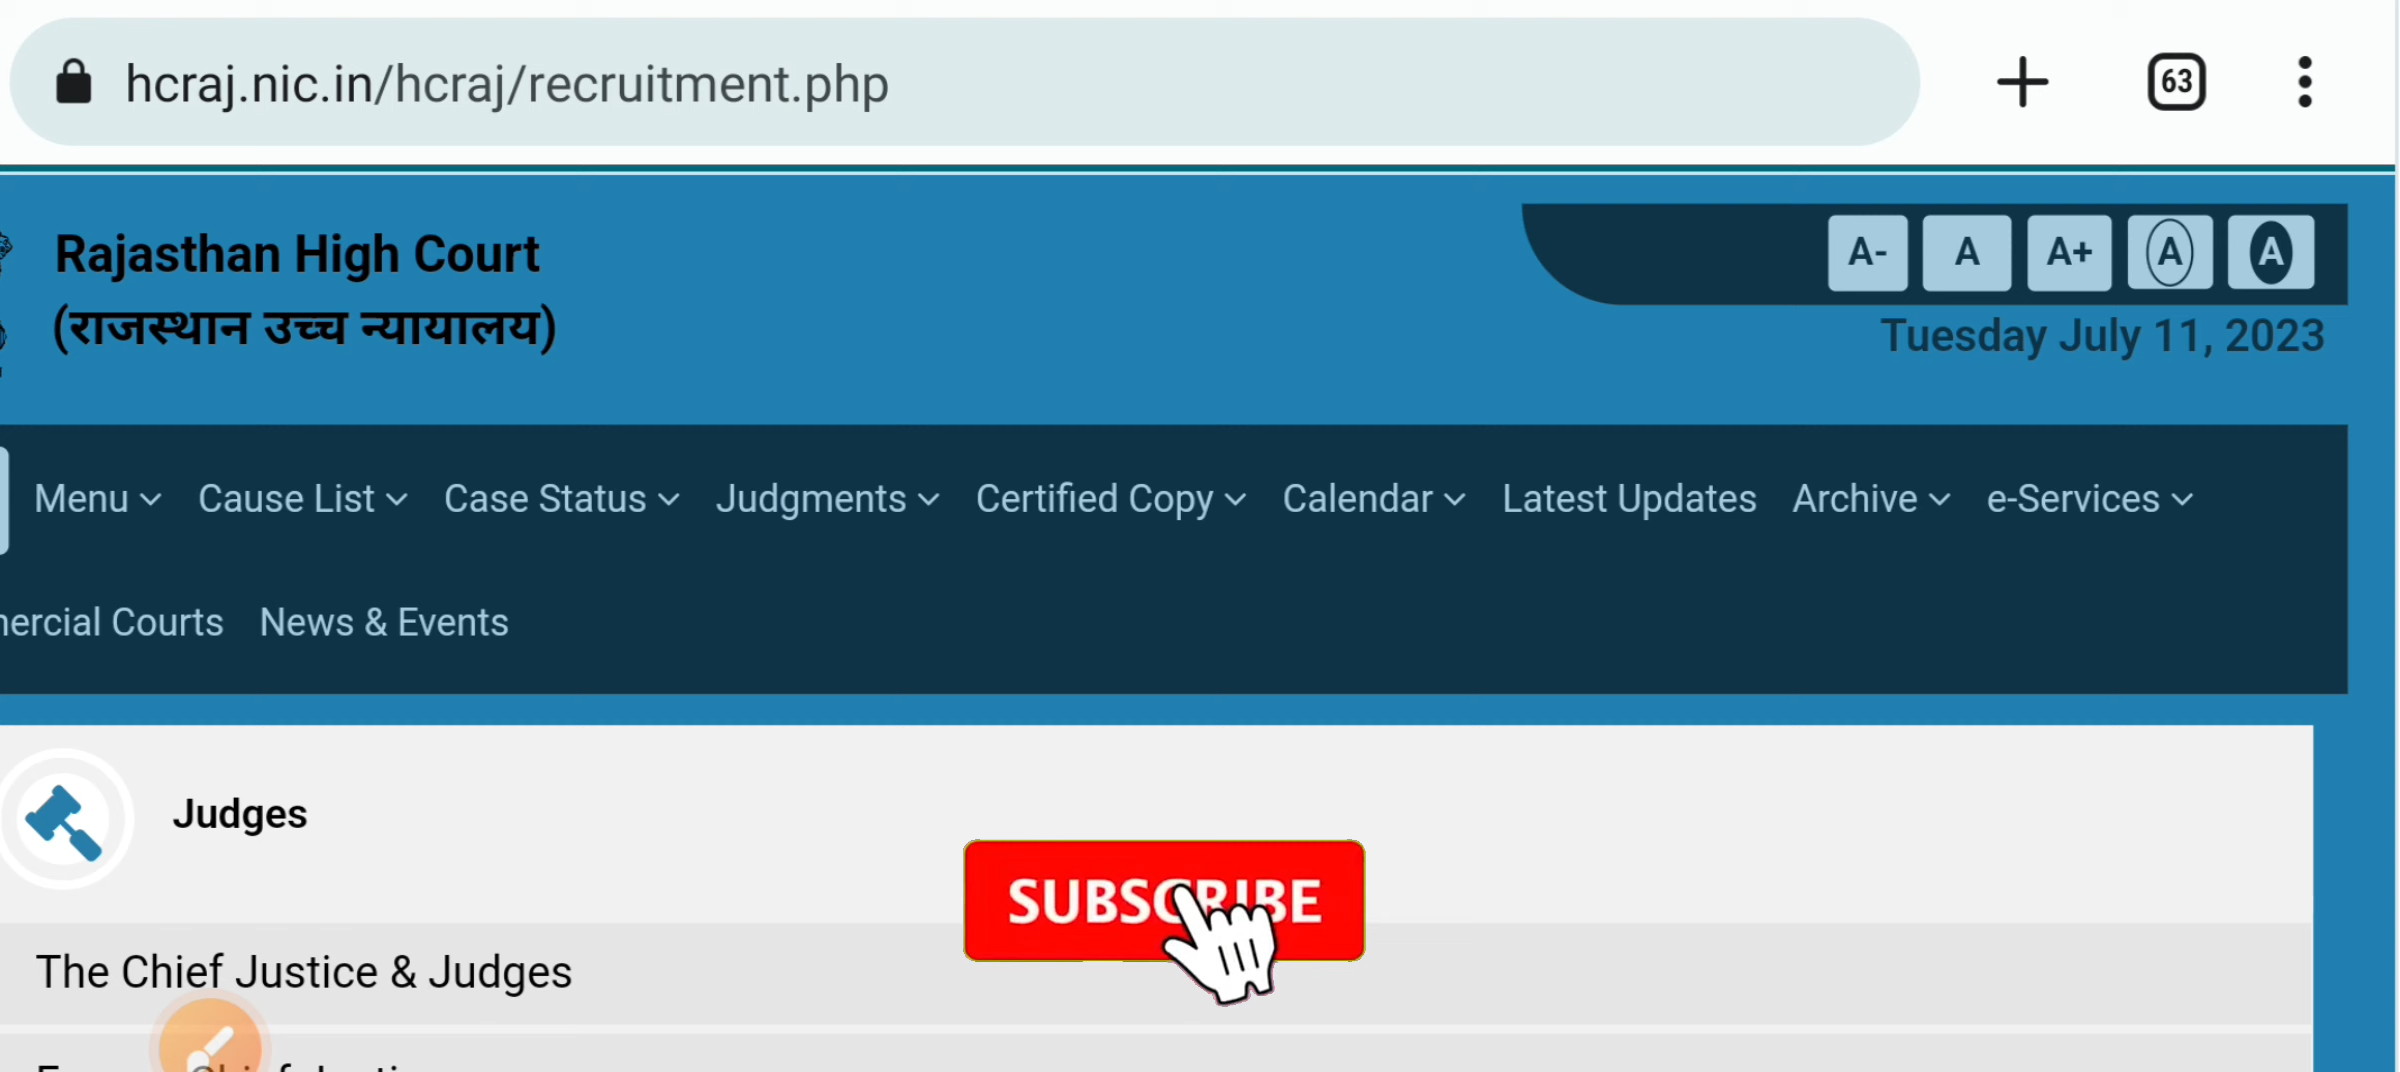 hcraj.nic.in/hcraj/recruitment.php
63
Rajasthan High Court
(राजस्थान उच्च न्यायालय)
A- A A+ A A
Tuesday July 11, 2023
Menu Cause List Case Status Judgments Certified Copy Calendar Latest Updates Archive e-Services
Courts News & Events
Judges
SUBSCRIBE
The Chief Justice & Judges